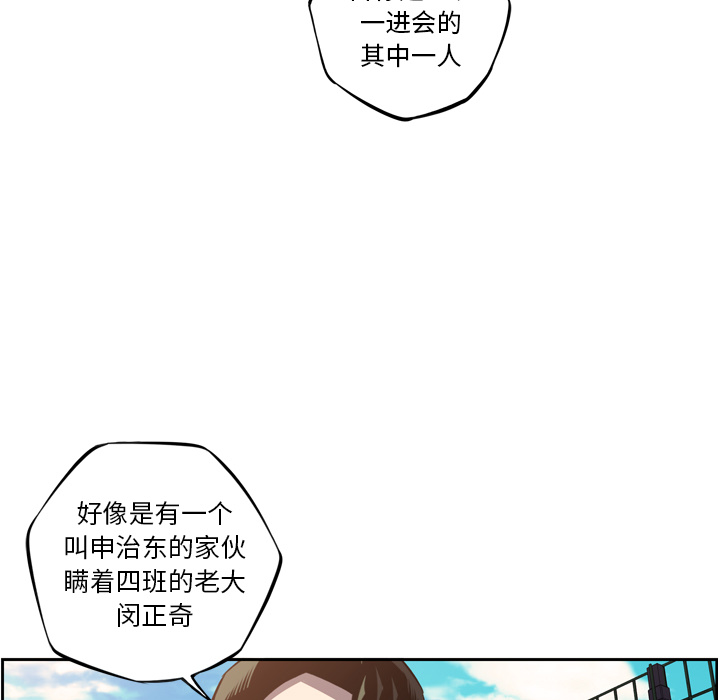 一进会的
其中一人
好像是有一个
叫申治东的家伙
瞒着四班的老大
闵正奇